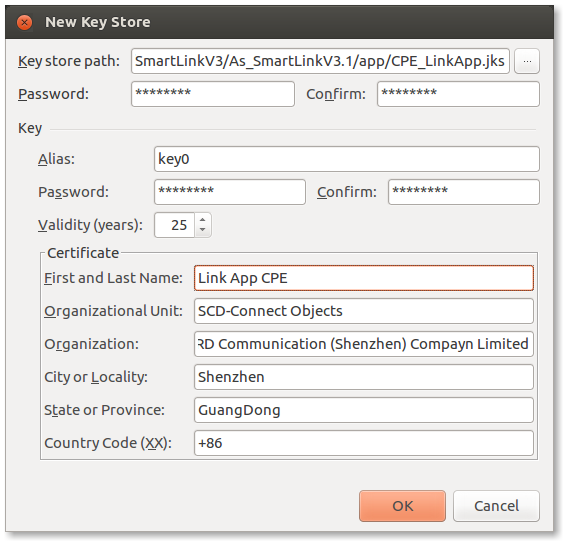 New Key Store
Key store path: SmartLinkV3/As_SmartLinkV3.1/app/CPE_LinkApp.jks ...
Password: ******** Confirm: ********
Key
Alias: key0
Password: ******** Confirm: ********
Validity (years): 25
Certificate
First and Last Name: Link App CPE
Organizational Unit: SCD-Connect Objects
Organization: RD Communication (Shenzhen) Compayn Limited
City or Locality: Shenzhen
State or Province: GuangDong
Country Code (XX): +86
OK Cancel